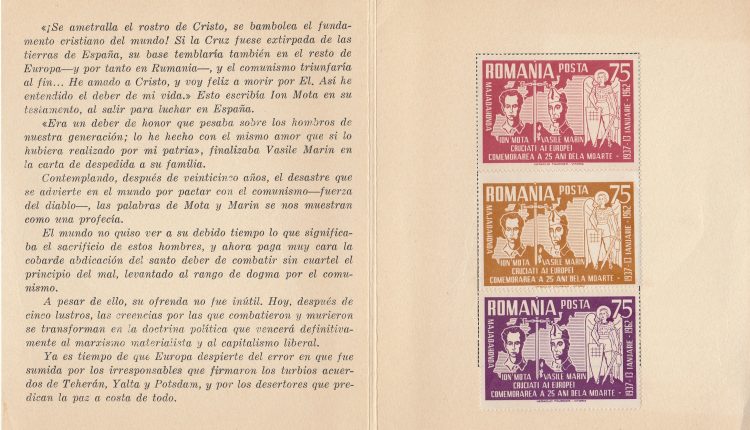 «¡Se ametralla el rostro de Cristo, se bambolea el funda-
mento cristiano del mundo! Si la Cruz fuese extirpada de las
tierras de España, su base temblaría también en el resto de
Europa—y por tanto en Rumania—, y el comunismo triunfaría
al fin... He amado a Cristo, y voy feliz a morir por El. Así he
entendido el deber de mi vida.» Esto escribía Ion Mota en su
testamento, al salir para luchar en España.
«Era un deber de honor que pesaba sobre los hombros de
nuestra generación; lo he hecho con el mismo amor que si lo
hubiera realizado por mi patria», finalizaba Vasile Marin en
la carta de despedida a su familia.
Contemplando, después de veinticinco años, el desastre que
se advierte en el mundo por pactar con el comunismo—fuerza
del diablo—, las palabras de Mota y Marin se nos muestran
como una profecía.
El mundo no quiso ver a su debido tiempo lo que significa-
ba el sacrificio de estos hombres, y ahora paga muy cara la
cobarde abdicación del santo deber de combatir sin cuartel el
principio del mal, levantado al rango de dogma por el comu-
nismo.
A pesar de ello, su ofrenda no fue inútil. Hoy, después de
cinco lustros, las creencias por las que combatieron y murieron
se transforman en la doctrina política que vencerá definitiva-
mente al marxismo materialista y al capitalismo liberal.
Ya es tiempo de que Europa despierte del error en que fue
sumida por los irresponsables que firmaron los turbios acuer-
dos de Teherán, Yalta y Potsdam, y por los desertores que pre-
dican la paz a costa de todo.
ROMANIA POSTA 75
MAJADAHONDA
ION MOTA VASILE MARIN
CRUCIATI AI EUROPEI
COMEMORAREA A 25 ANI DELA MOARTE
1937-13 IANUARIE-1962
ROMANIA POSTA 75
MAJADAHONDA
ION MOTA VASILE MARIN
CRUCIATI AI EUROPEI
COMEMORAREA A 25 ANI DELA MOARTE
1937-13 IANUARIE-1962
ROMANIA POSTA 75
MAJADAHONDA
ION MOTA VASILE MARIN
CRUCIATI AI EUROPEI
COMEMORAREA A 25 ANI DELA MOARTE
1937-13 IANUARIE-1962